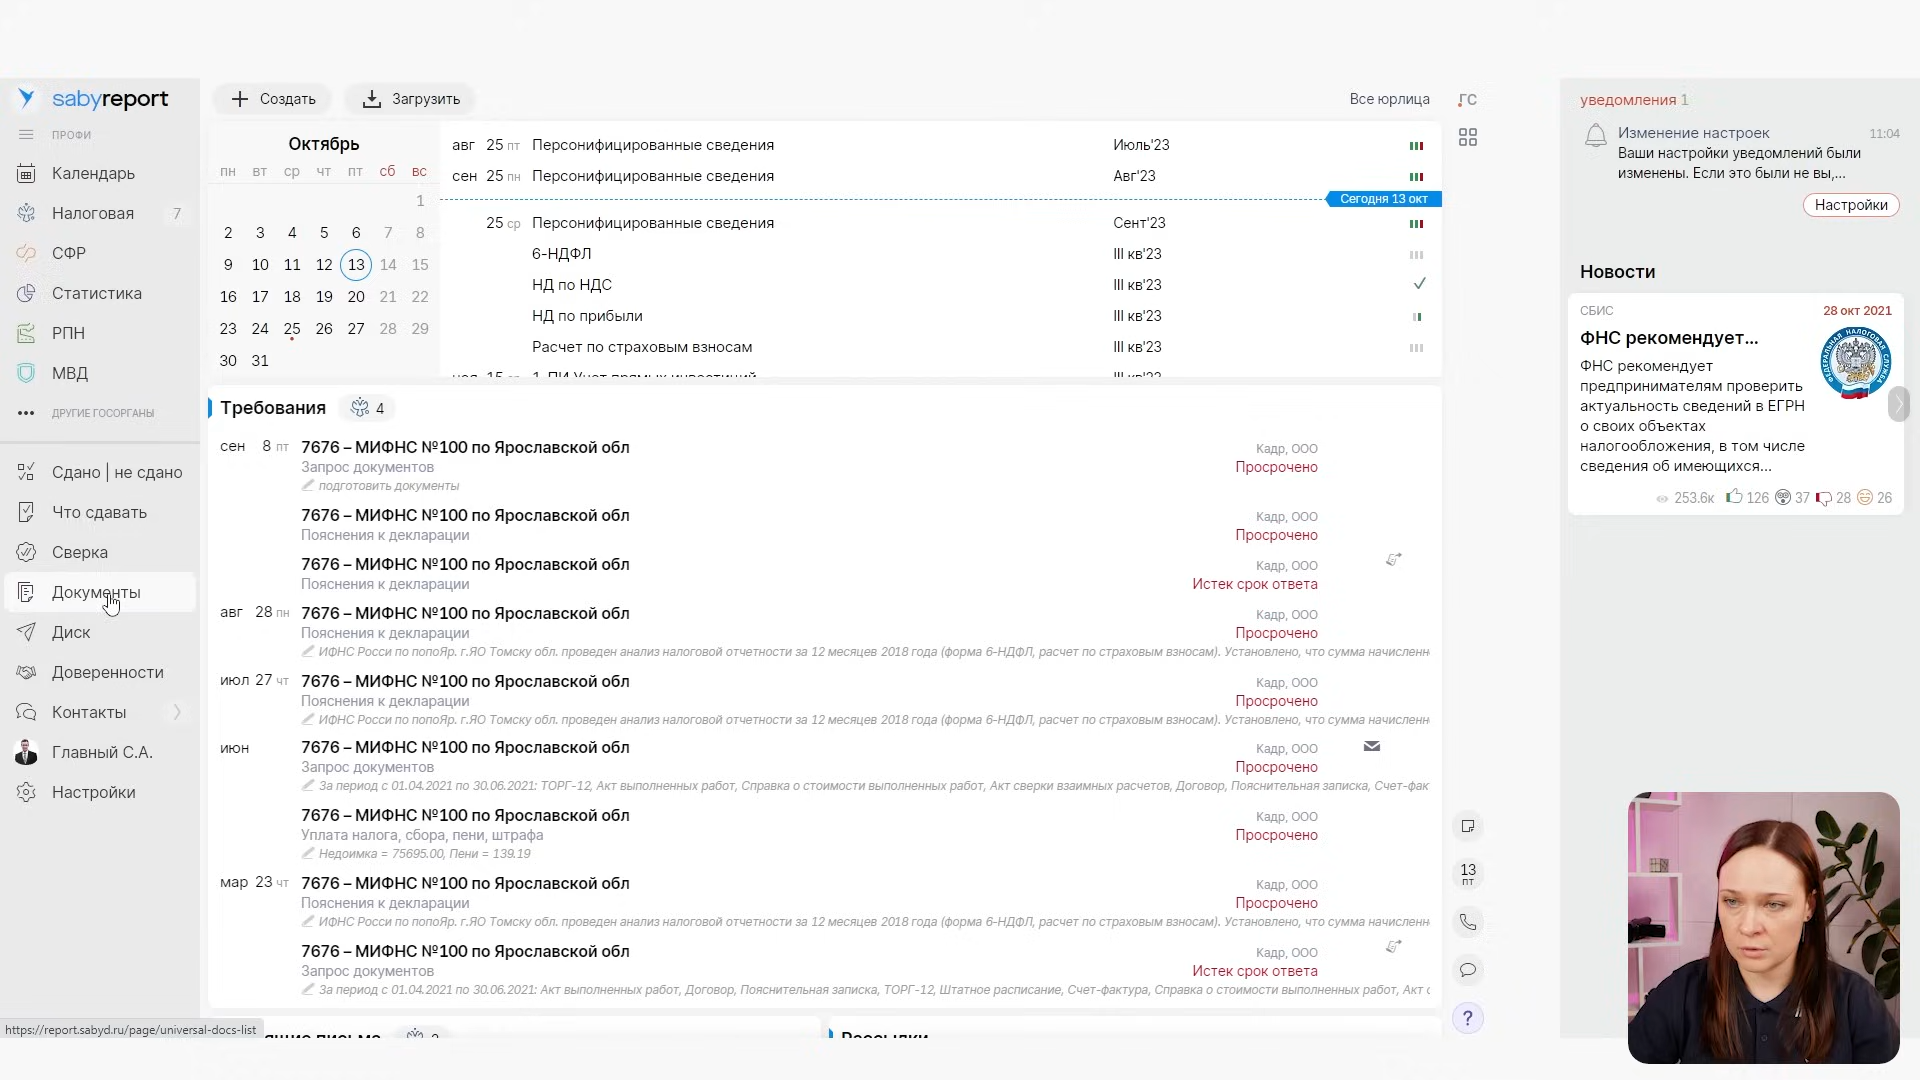 sabyreport
ПРОФИ
Календарь
Налоговая 7
СФР
Статистика
РПН
МВД
ДРУГИЕ ГОСОРГАНЫ
Сдано | не сдано
Что сдавать
Сверка
Документы
Диск
Доверенности
Контакты
Главный С.А.
Настройки
https://report.sabyd.ru/page/universal-docs-list
Создать
Загрузить
Все юрлица
Октябрь
пн вт ср чт пт сб вс
1
2 3 4 5 6 7 8
9 10 11 12 13 14 15
16 17 18 19 20 21 22
23 24 25 26 27 28 29
30 31
авг 25 пт Персонифицированные сведения Июль'23
сен 25 пн Персонифицированные сведения Авг'23
Сегодня 13 окт
25 ср Персонифицированные сведения Сент'23
6-НДФЛ III кв'23
НД по НДС III кв'23
НД по прибыли III кв'23
Расчет по страховым взносам III кв'23
Требования 4
сен 8 пт 7676 – МИФНС №100 по Ярославской обл Кадр, ООО
Запрос документов Просрочено
подготовить документы
7676 – МИФНС №100 по Ярославской обл Кадр, ООО
Пояснения к декларации Просрочено
7676 – МИФНС №100 по Ярославской обл Кадр, ООО
Пояснения к декларации Истек срок ответа
авг 28 пн 7676 – МИФНС №100 по Ярославской обл Кадр, ООО
Пояснения к декларации Просрочено
ИФНС Росси по попоЯр. г.ЯО Томску обл. проведен анализ налоговой отчетности за 12 месяцев 2018 года (форма 6-НДФЛ, расчет по страховым взносам). Установлено, что сумма начисленн
июл 27 чт 7676 – МИФНС №100 по Ярославской обл Кадр, ООО
Пояснения к декларации Просрочено
ИФНС Росси по попоЯр. г.ЯО Томску обл. проведен анализ налоговой отчетности за 12 месяцев 2018 года (форма 6-НДФЛ, расчет по страховым взносам). Установлено, что сумма начисленн
июн 7676 – МИФНС №100 по Ярославской обл Кадр, ООО
Запрос документов Просрочено
За период с 01.04.2021 по 30.06.2021: ТОРГ-12, Акт выполненных работ, Справка о стоимости выполненных работ, Акт сверки взаимных расчетов, Договор, Пояснительная записка, Счет-фак
7676 – МИФНС №100 по Ярославской обл Кадр, ООО
Уплата налога, сбора, пени, штрафа Просрочено
Недоимка = 75695.00, Пени = 139.19
мар 23 чт 7676 – МИФНС №100 по Ярославской обл Кадр, ООО
Пояснения к декларации Просрочено
ИФНС Росси по попоЯр. г.ЯО Томску обл. проведен анализ налоговой отчетности за 12 месяцев 2018 года (форма 6-НДФЛ, расчет по страховым взносам). Установлено, что сумма начисленн
7676 – МИФНС №100 по Ярославской обл Кадр, ООО
Запрос документов Истек срок ответа
За период с 01.04.2021 по 30.06.2021: Акт выполненных работ, Договор, Пояснительная записка, ТОРГ-12, Штатное расписание, Счет-фактура, Справка о стоимости выполненных работ, Акт с
ГС
13
пт
?
уведомления 1
Изменение настроек 11:04
Ваши настройки уведомлений были
изменены. Если это были не вы,...
Настройки
Новости
СБИС 28 окт 2021
ФНС рекомендует...
ФНС рекомендует
предпринимателям проверить
актуальность сведений в ЕГРН
о своих объектах
налогообложения, в том числе
сведения об имеющихся...
253.6к 126 37 28 26